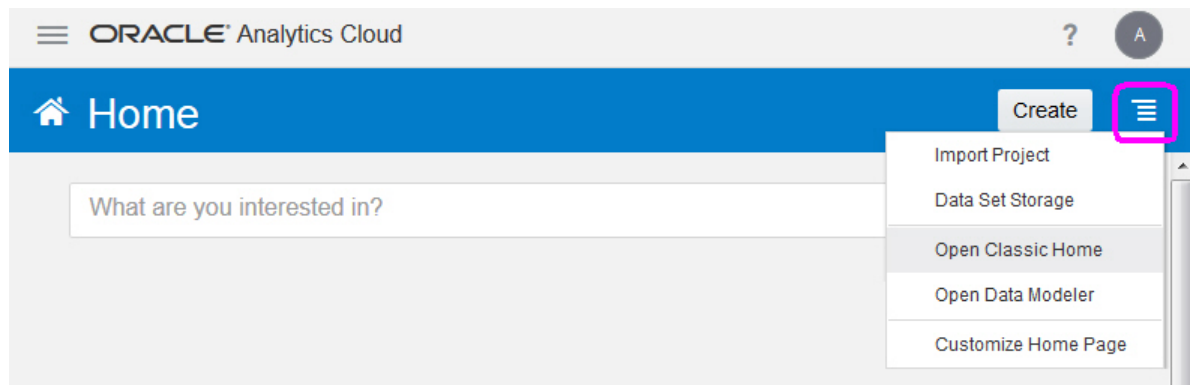 ORACLE® Analytics Cloud ? A
Home Create
What are you interested in?
Import Project
Data Set Storage
Open Classic Home
Open Data Modeler
Customize Home Page